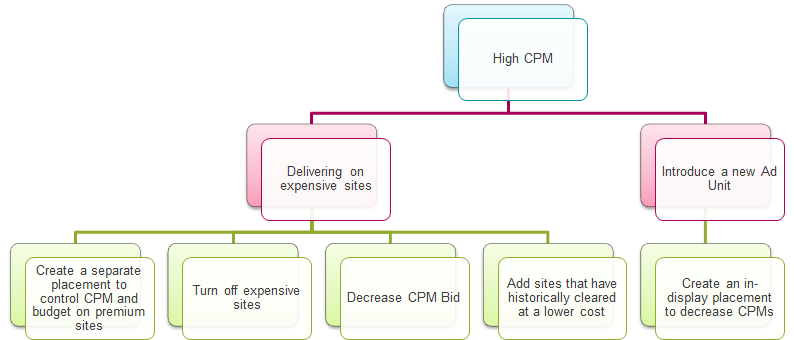 High CPM
Delivering on
expensive sites
Introduce a new Ad
Unit
Create a separate
placement to
control CPM and
budget on premium
sites
Turn off expensive
sites
Decrease CPM Bid
Add sites that have
historically cleared
at a lower cost
Create an in-
display placement
to decrease CPMs